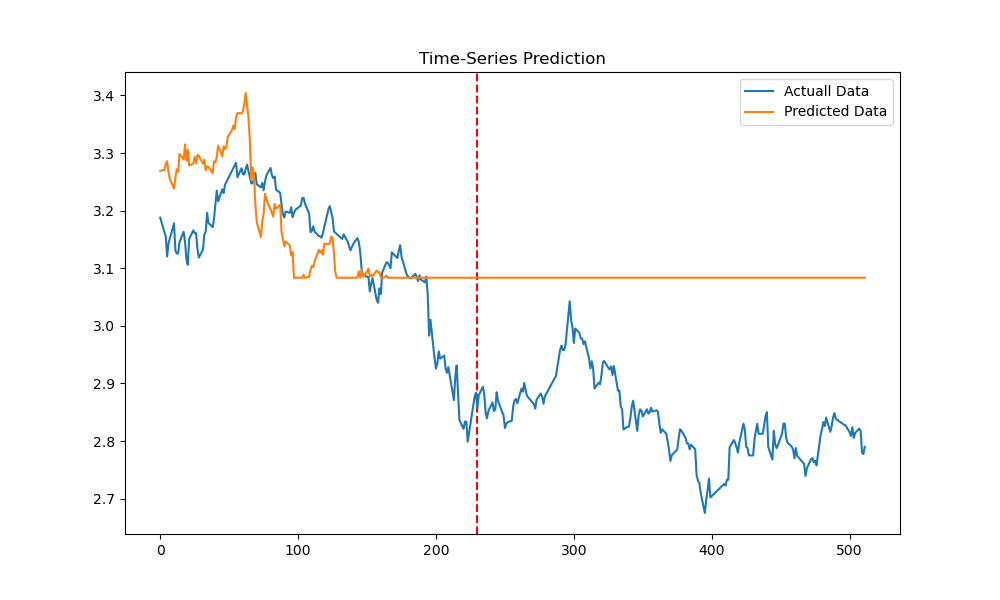 Time-Series Prediction
Actuall Data
Predicted Data
3.4
3.3
3.2
3.1
3.0
2.9
2.8
2.7
0 100 200 300 400 500